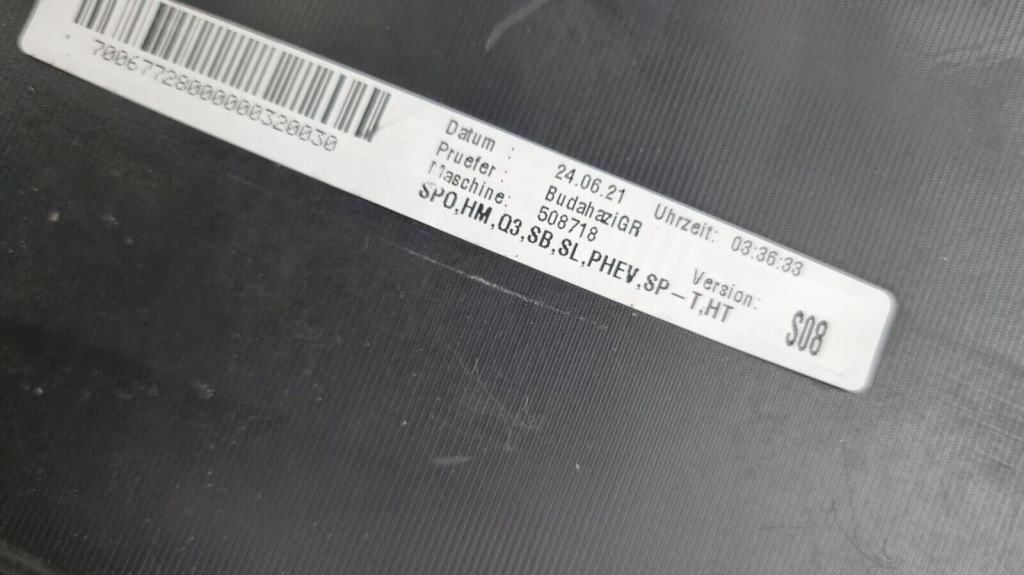 7006772800000320030
Datum : 24.06.21 Uhrzeit: 03:36:33
Pruefer : BudahaziGR
Maschine: 508718 Version: S08
SPO,HM,Q3,SB,SL,PHEV,SP-T,HT